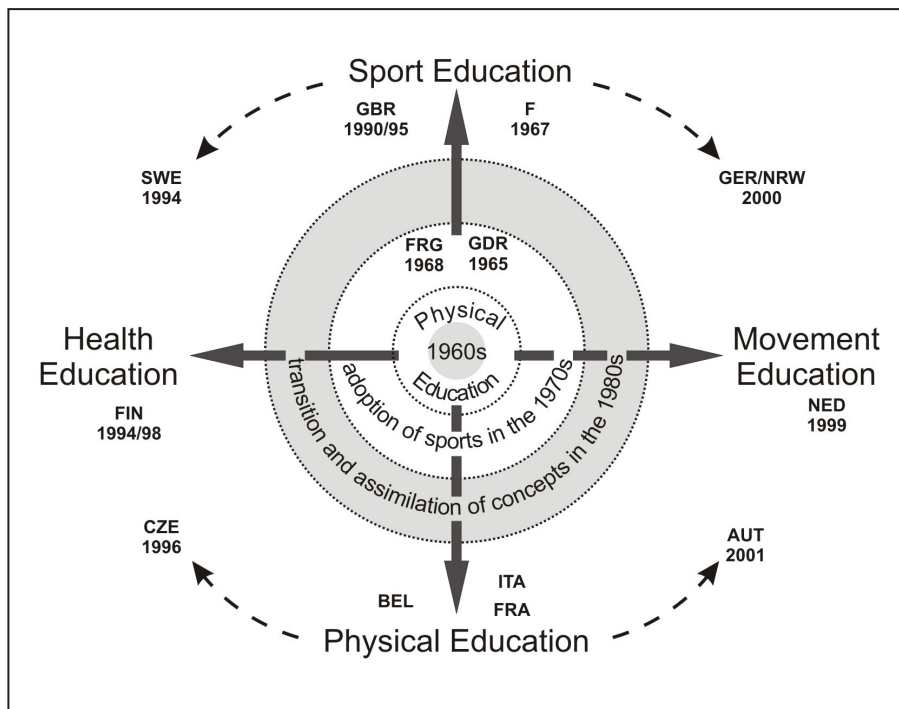 Sport Education
GBR
1990/95
F
1967
SWE
1994
GER/NRW
2000
FRG
1968
GDR
1965
Physical
1960s
Education
adoption of sports in the 1970s
transition and assimilation of concepts in the 1980s
Health
Education
FIN
1994/98
Movement
Education
NED
1999
CZE
1996
AUT
2001
BEL
ITA
FRA
Physical Education